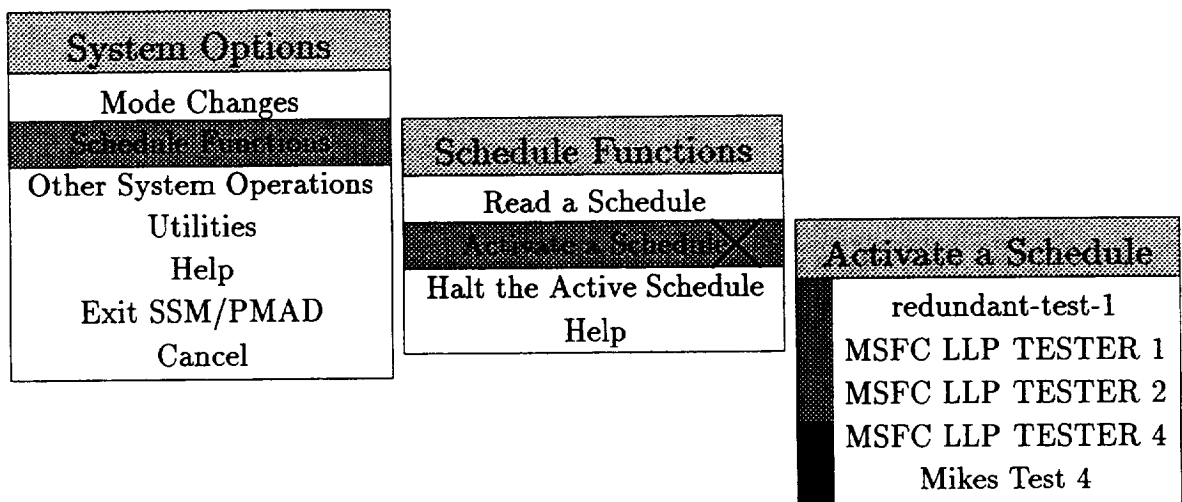 System Options
Mode Changes
Schedule Functions
Other System Operations
Utilities
Help
Exit SSM/PMAD
Cancel
Schedule Functions
Read a Schedule
Activate a Schedule
Halt the Active Schedule
Help
Activate a Schedule
redundant-test-1
MSFC LLP TESTER 1
MSFC LLP TESTER 2
MSFC LLP TESTER 4
Mikes Test 4